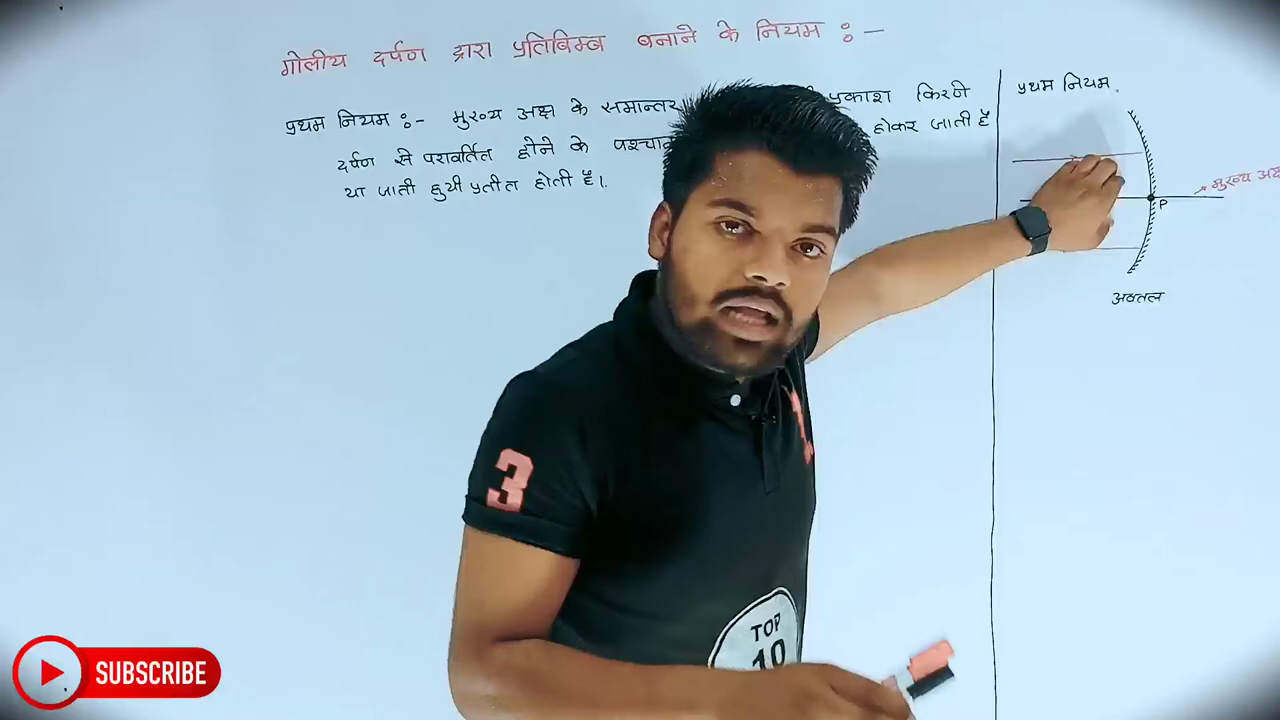 गोलीय दर्पण द्वारा प्रतिबिम्ब बनाने के नियम :-
प्रथम नियम :- मुख्य अक्ष के समान्तर प्रकाश किरणे
दर्पण से परावर्तित होने के पश्चा होकर जाती है
या जाती हुयी प्रतीत होती है।
प्रथम नियम
मुख्य अक्ष
P
अवतल
3
TOP
10
SUBSCRIBE